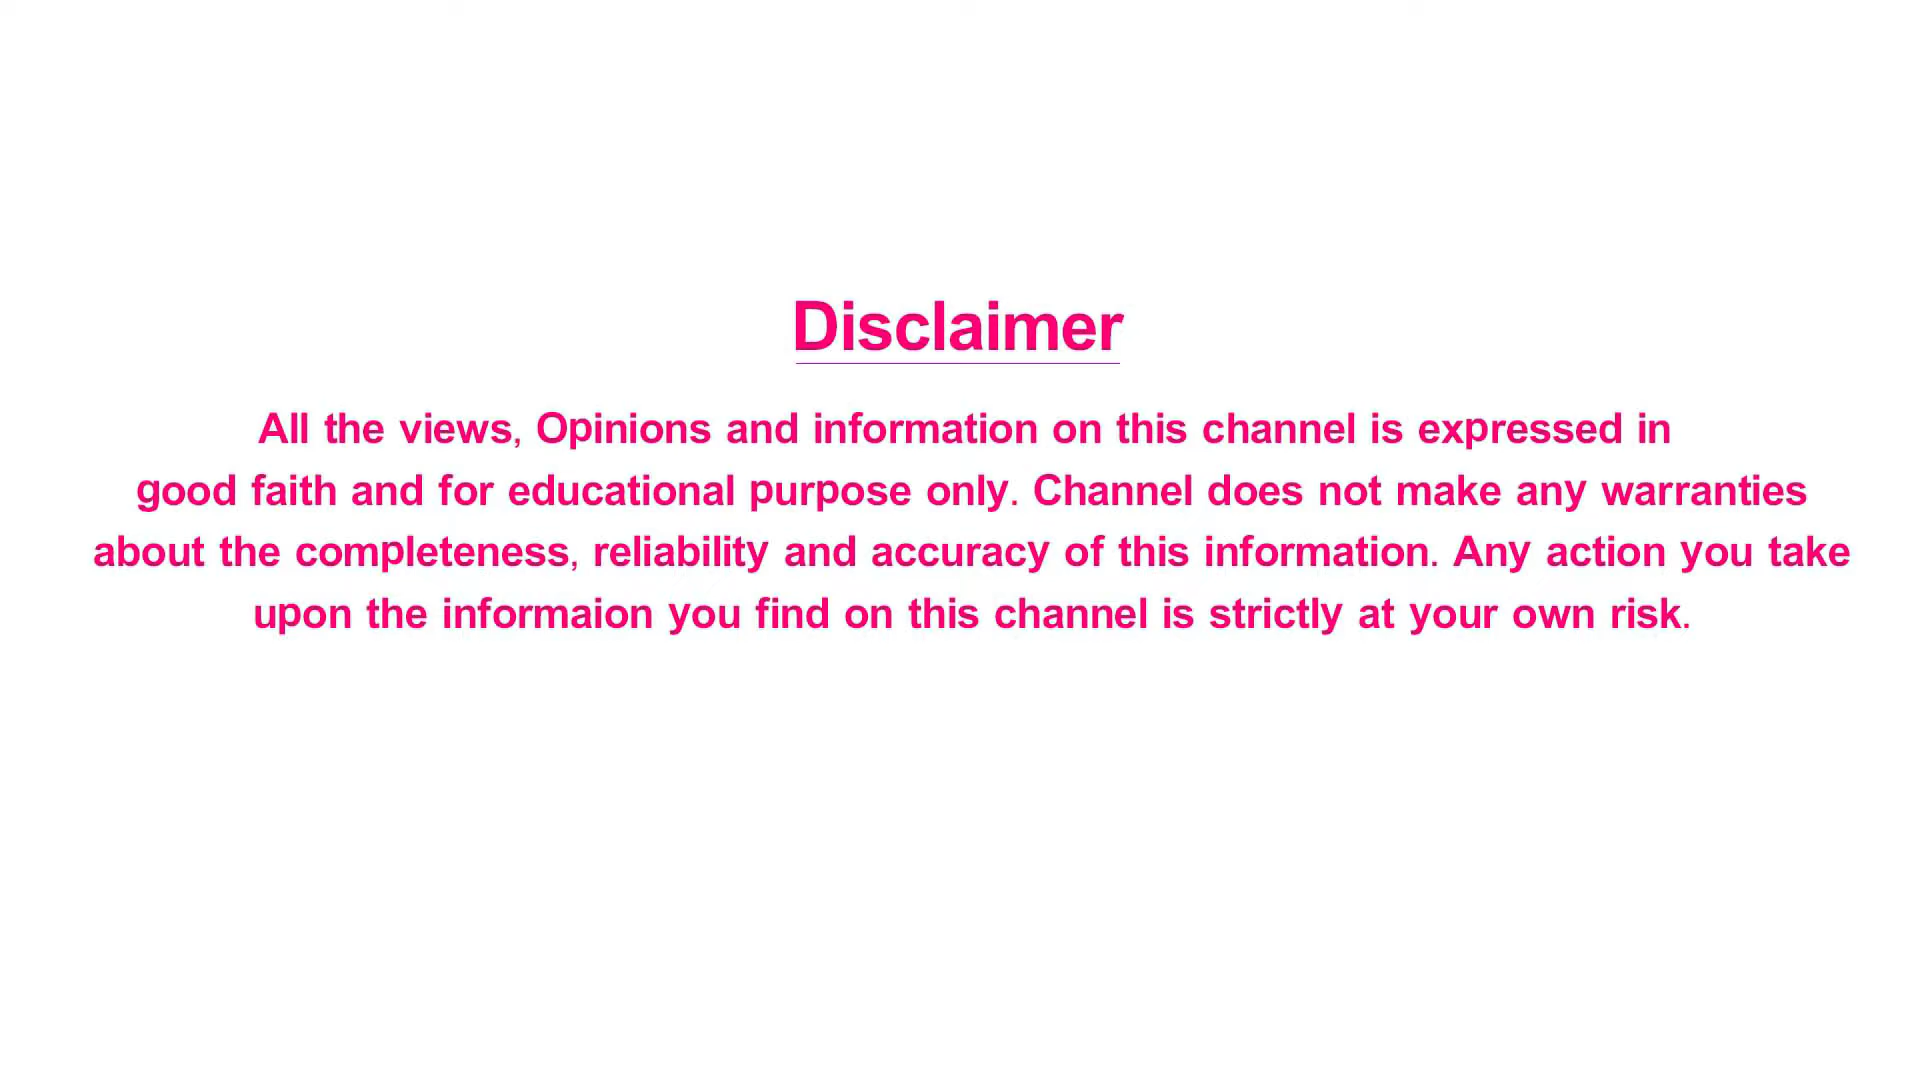 Disclaimer
All the views, Opinions and information on this channel is expressed in
good faith and for educational purpose only. Channel does not make any warranties
about the completeness, reliability and accuracy of this information. Any action you take
upon the informaion you find on this channel is strictly at your own risk.